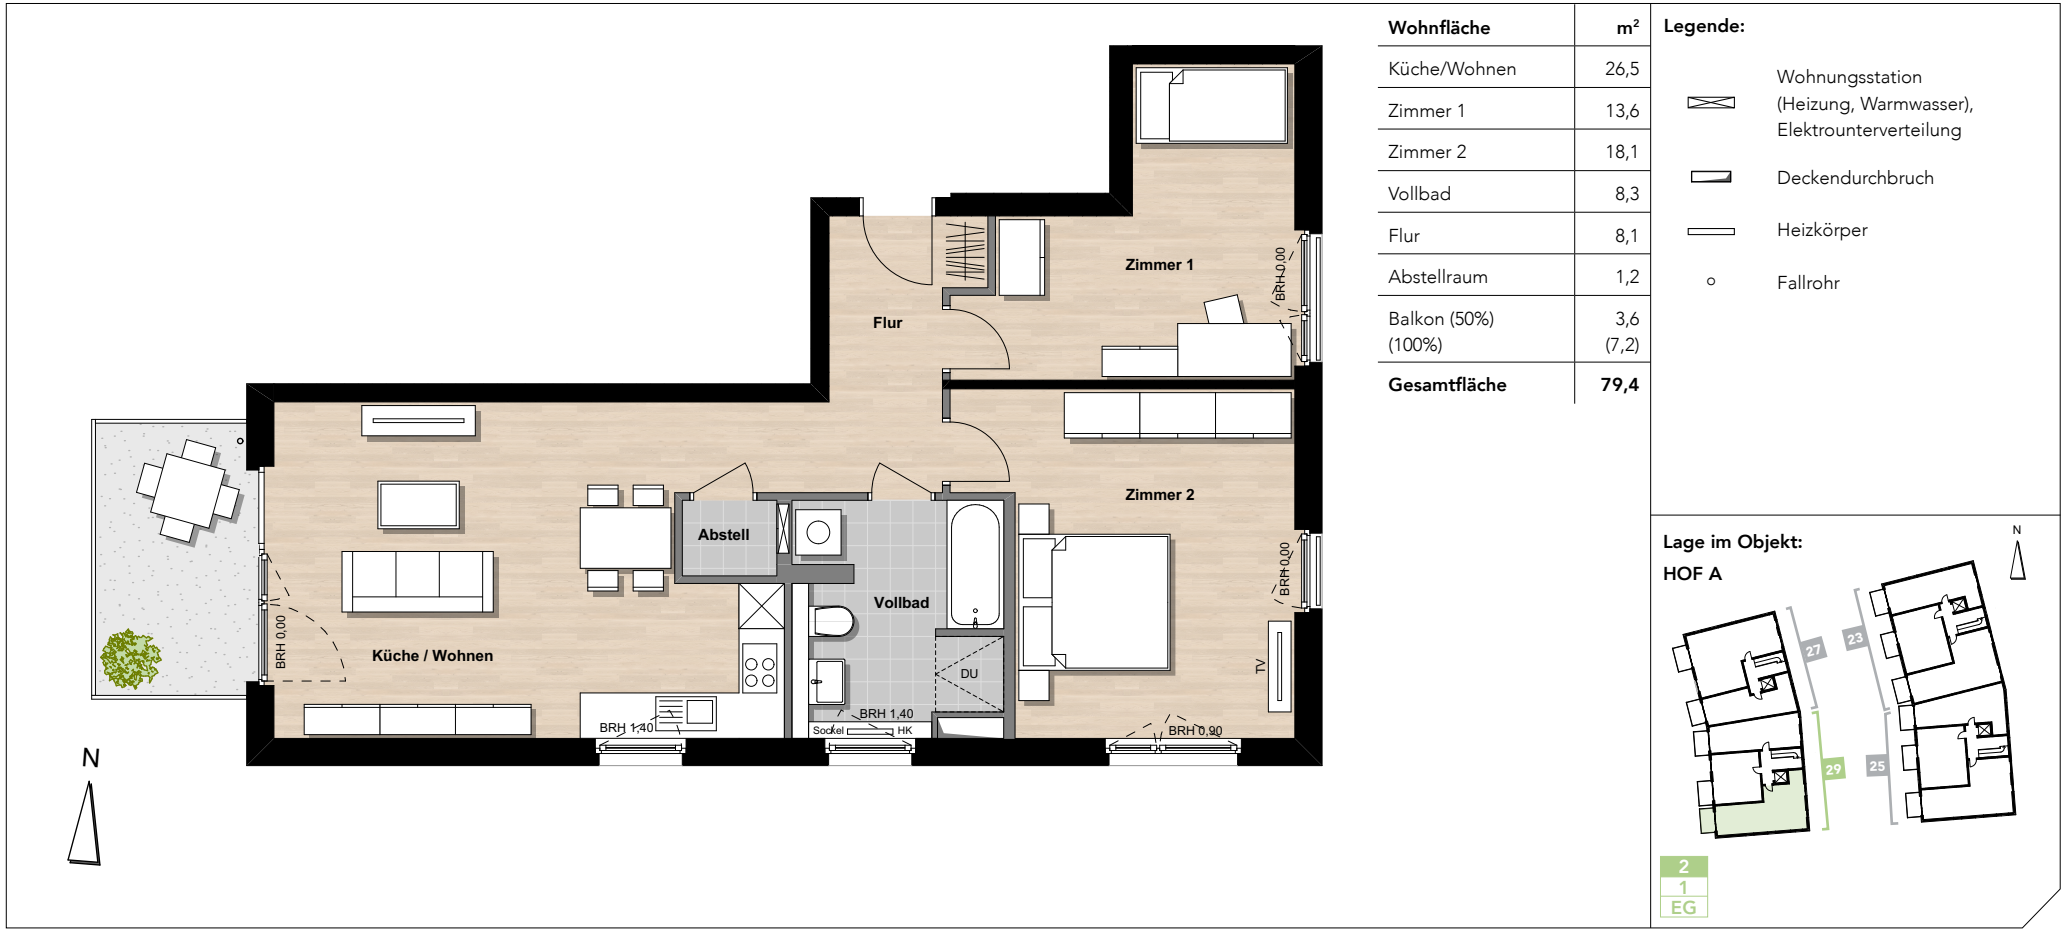 Zimmer 1
BRH 0,00
Flur
Zimmer 2
BRH 0,00
Abstell
Vollbad
BRH 0,00
Küche / Wohnen
DU
TV
BRH 1,40
BRH 1,40
Sockel
HK
BRH 0,90
N
Wohnfläche m²
Küche/Wohnen 26,5
Zimmer 1 13,6
Zimmer 2 18,1
Vollbad 8,3
Flur 8,1
Abstellraum 1,2
Balkon (50%) 3,6
(100%) (7,2)
Gesamtfläche 79,4
Legende:
Wohnungsstation
(Heizung, Warmwasser),
Elektrounterverteilung
Deckendurchbruch
Heizkörper
Fallrohr
Lage im Objekt:
HOF A
N
27
23
29
25
2
1
EG